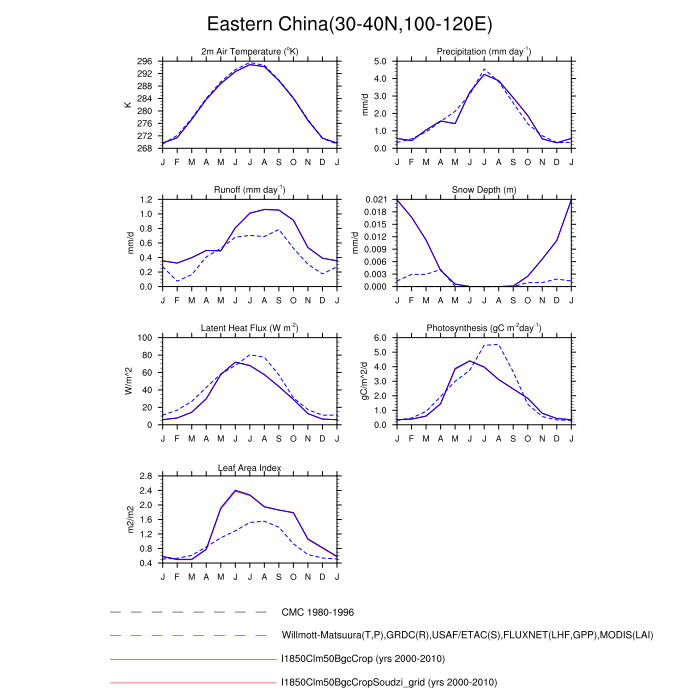 Eastern China(30-40N,100-120E)
2m Air Temperature (°K)
K
296
292
288
284
280
276
272
268
J F M A M J J A S O N D J
Precipitation (mm day⁻¹)
mm/d
5.0
4.0
3.0
2.0
1.0
0.0
J F M A M J J A S O N D J
Runoff (mm day⁻¹)
mm/d
1.2
1.0
0.8
0.6
0.4
0.2
0.0
J F M A M J J A S O N D J
Snow Depth (m)
mm/d
0.021
0.018
0.015
0.012
0.009
0.006
0.003
0.000
J F M A M J J A S O N D J
Latent Heat Flux (W m⁻²)
W/m^2
100
80
60
40
20
0
J F M A M J J A S O N D J
Photosynthesis (gC m⁻²day⁻¹)
gC/m^2/d
6.0
5.0
4.0
3.0
2.0
1.0
0.0
J F M A M J J A S O N D J
Leaf Area Index
m2/m2
2.8
2.4
2.0
1.6
1.2
0.8
0.4
J F M A M J J A S O N D J
CMC 1980-1996
Willmott-Matsuura(T,P),GRDC(R),USAF/ETAC(S),FLUXNET(LHF,GPP),MODIS(LAI)
I1850Clm50BgcCrop (yrs 2000-2010)
I1850Clm50BgcCropSoudzi_grid (yrs 2000-2010)